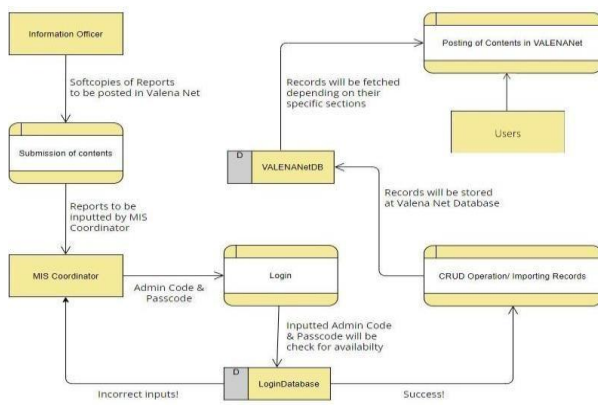 Information Officer
Softcopies of Reports
to be posted in Valena Net
Submission of contents
Reports to be
inputted by MIS
Coordinator
MIS Coordinator
Admin Code &
Passcode
Login
Inputted Admin Code
& Passcode will be
check for availabilty
D
LoginDatabase
Incorrect inputs!
Success!
CRUD Operation/ Importing Records
Records will be stored
at Valena Net Database
D
VALENANetDB
Records will be fetched
depending on their
specific sections
Posting of Contents in VALENANet
Users